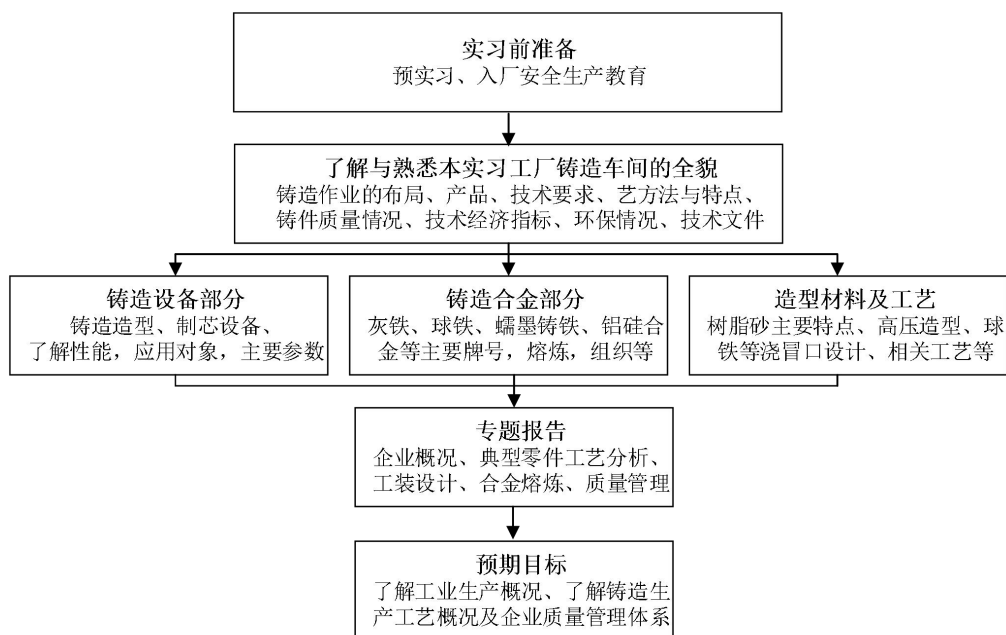 实习前准备
预实习、入厂安全生产教育
了解与熟悉本实习工厂铸造车间的全貌
铸造作业的布局、产品、技术要求、艺方法与特点、
铸件质量情况、技术经济指标、环保情况、技术文件
铸造设备部分
铸造造型、制芯设备、
了解性能，应用对象，主要参数
铸造合金部分
灰铁、球铁、蠕墨铸铁、铝硅合
金等主要牌号，熔炼，组织等
造型材料及工艺
树脂砂主要特点、高压造型、球
铁等浇冒口设计、相关工艺等
专题报告
企业概况、典型零件工艺分析、
工装设计、合金熔炼、质量管理
预期目标
了解工业生产概况、了解铸造生
产工艺概况及企业质量管理体系